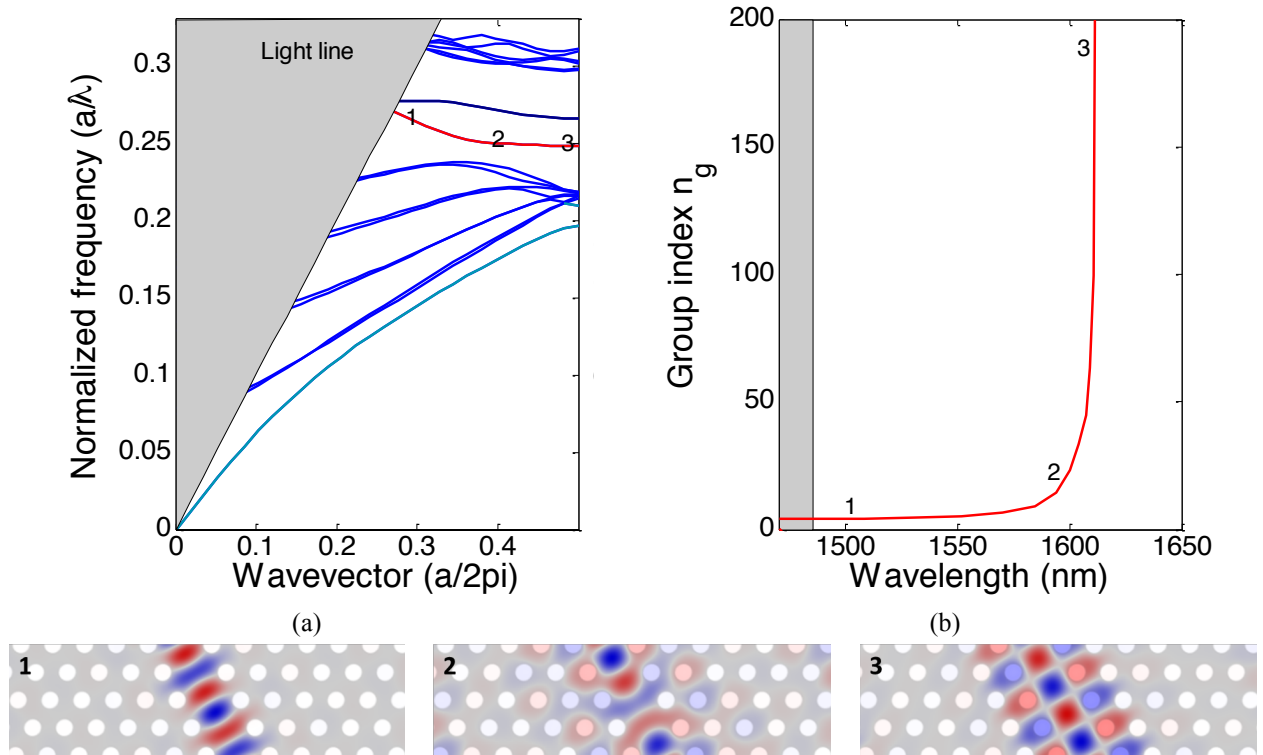 Light line
Normalized frequency (a/λ)
0.3
0.25
0.2
0.15
0.1
0.05
0
0 0.1 0.2 0.3 0.4
Wavevector (a/2pi)
1 2 3
(a)
Group index n_g
200
150
100
50
0
1500 1550 1600 1650
Wavelength (nm)
1
2
3
(b)
1
2
3